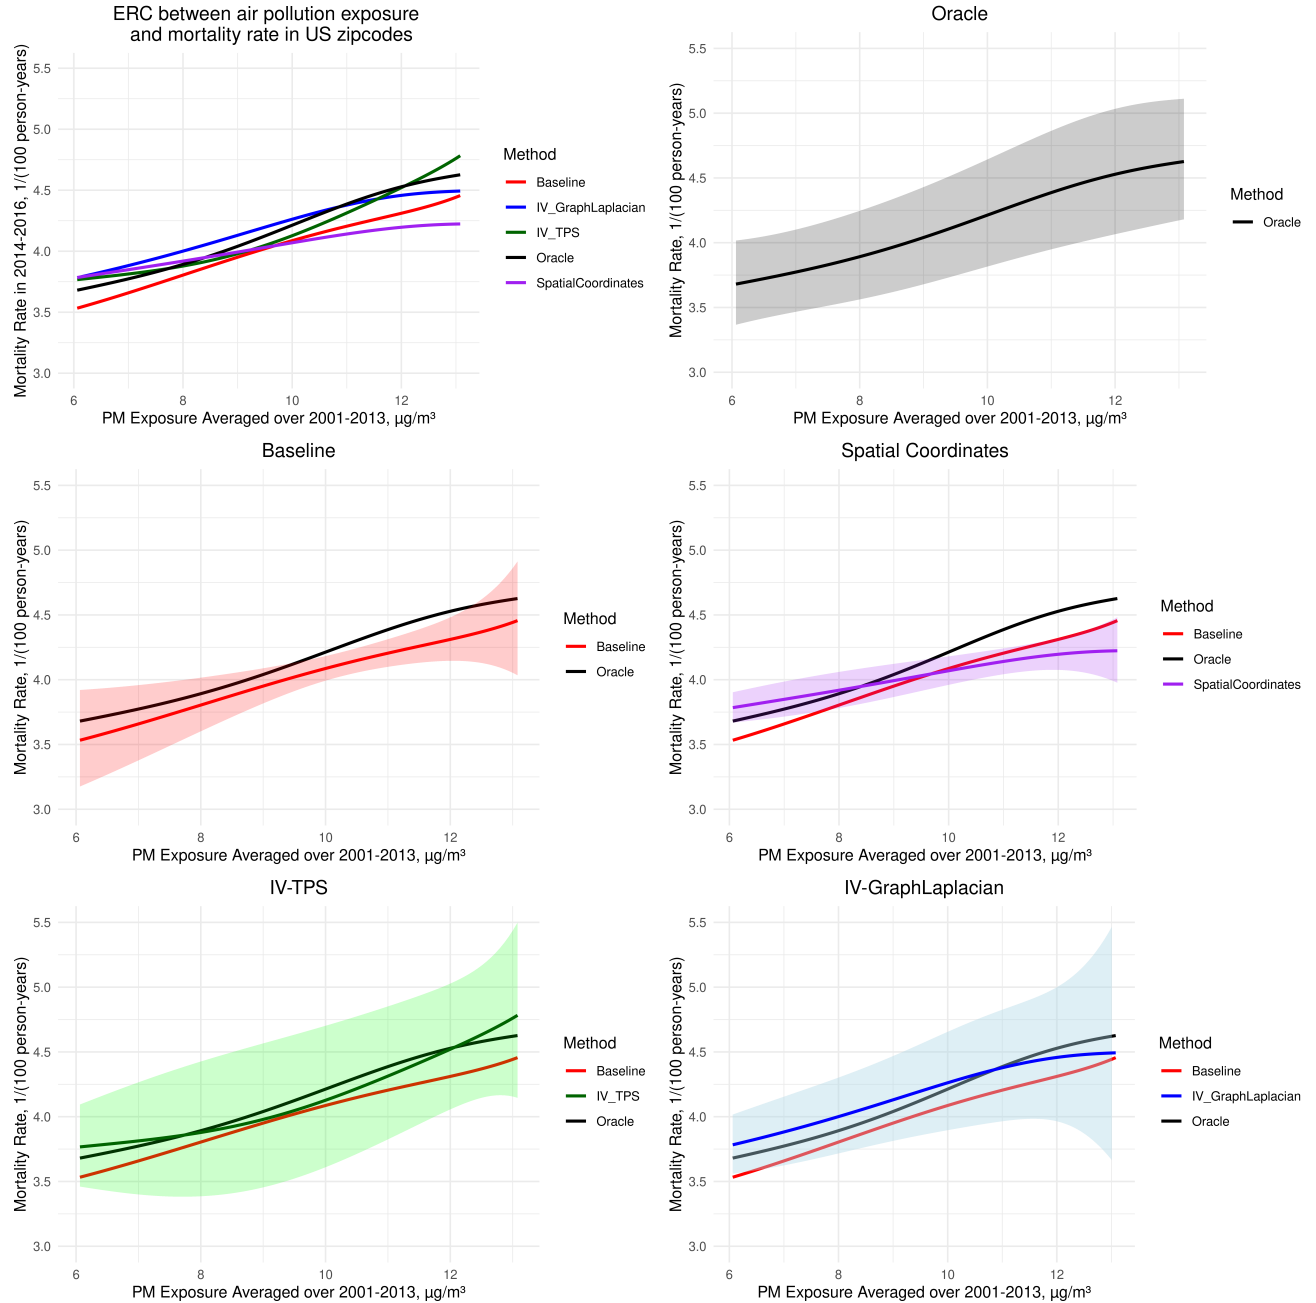 ERC between air pollution exposure
and mortality rate in US zipcodes
Mortality Rate in 2014-2016, 1/(100 person-years)
5.5
5.0
4.5
4.0
3.5
3.0
6 8 10 12
PM Exposure Averaged over 2001-2013, µg/m³
Method
Baseline
IV_GraphLaplacian
IV_TPS
Oracle
SpatialCoordinates
Oracle
Mortality Rate, 1/(100 person-years)
5.5
5.0
4.5
4.0
3.5
3.0
6 8 10 12
PM Exposure Averaged over 2001-2013, µg/m³
Method
Oracle
Baseline
Mortality Rate, 1/(100 person-years)
5.5
5.0
4.5
4.0
3.5
3.0
6 8 10 12
PM Exposure Averaged over 2001-2013, µg/m³
Method
Baseline
Oracle
Spatial Coordinates
Mortality Rate, 1/(100 person-years)
5.5
5.0
4.5
4.0
3.5
3.0
6 8 10 12
PM Exposure Averaged over 2001-2013, µg/m³
Method
Baseline
Oracle
SpatialCoordinates
IV-TPS
Mortality Rate, 1/(100 person-years)
5.5
5.0
4.5
4.0
3.5
3.0
6 8 10 12
PM Exposure Averaged over 2001-2013, µg/m³
Method
Baseline
IV_TPS
Oracle
IV-GraphLaplacian
Mortality Rate, 1/(100 person-years)
5.5
5.0
4.5
4.0
3.5
3.0
6 8 10 12
PM Exposure Averaged over 2001-2013, µg/m³
Method
Baseline
IV_GraphLaplacian
Oracle